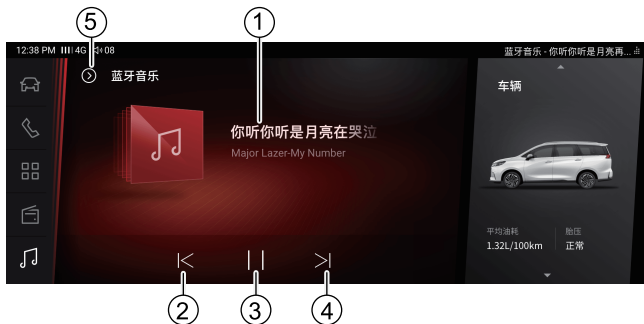 ⑤
①
12:38 PM 4G 08
蓝牙音乐 - 你听你听是月亮再...
蓝牙音乐
你听你听是月亮在哭泣
Major Lazer-My Number
车辆
平均油耗
1.32L/100km
胎压
正常
②
③
④